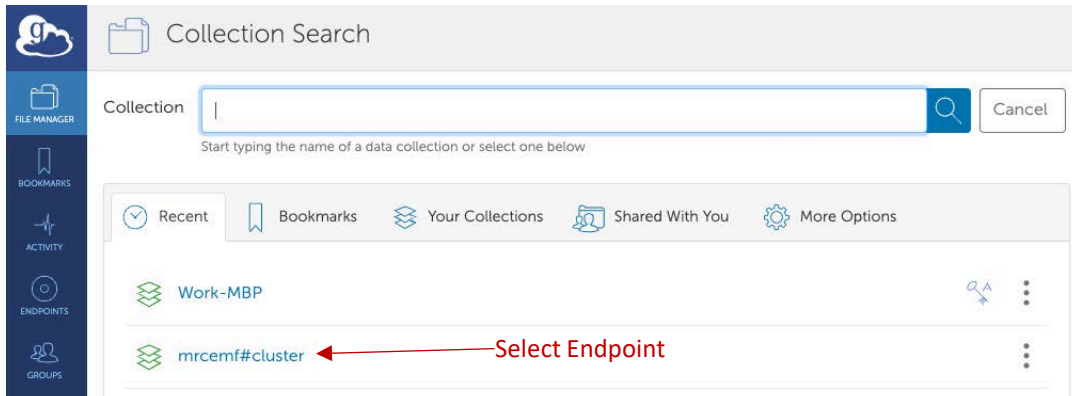 g
Collection Search
FILE MANAGER
Collection
Cancel
Start typing the name of a data collection or select one below
BOOKMARKS
Recent
Bookmarks
Your Collections
Shared With You
More Options
ACTIVITY
Work-MBP
ENDPOINTS
mrcemf#cluster
Select Endpoint
GROUPS